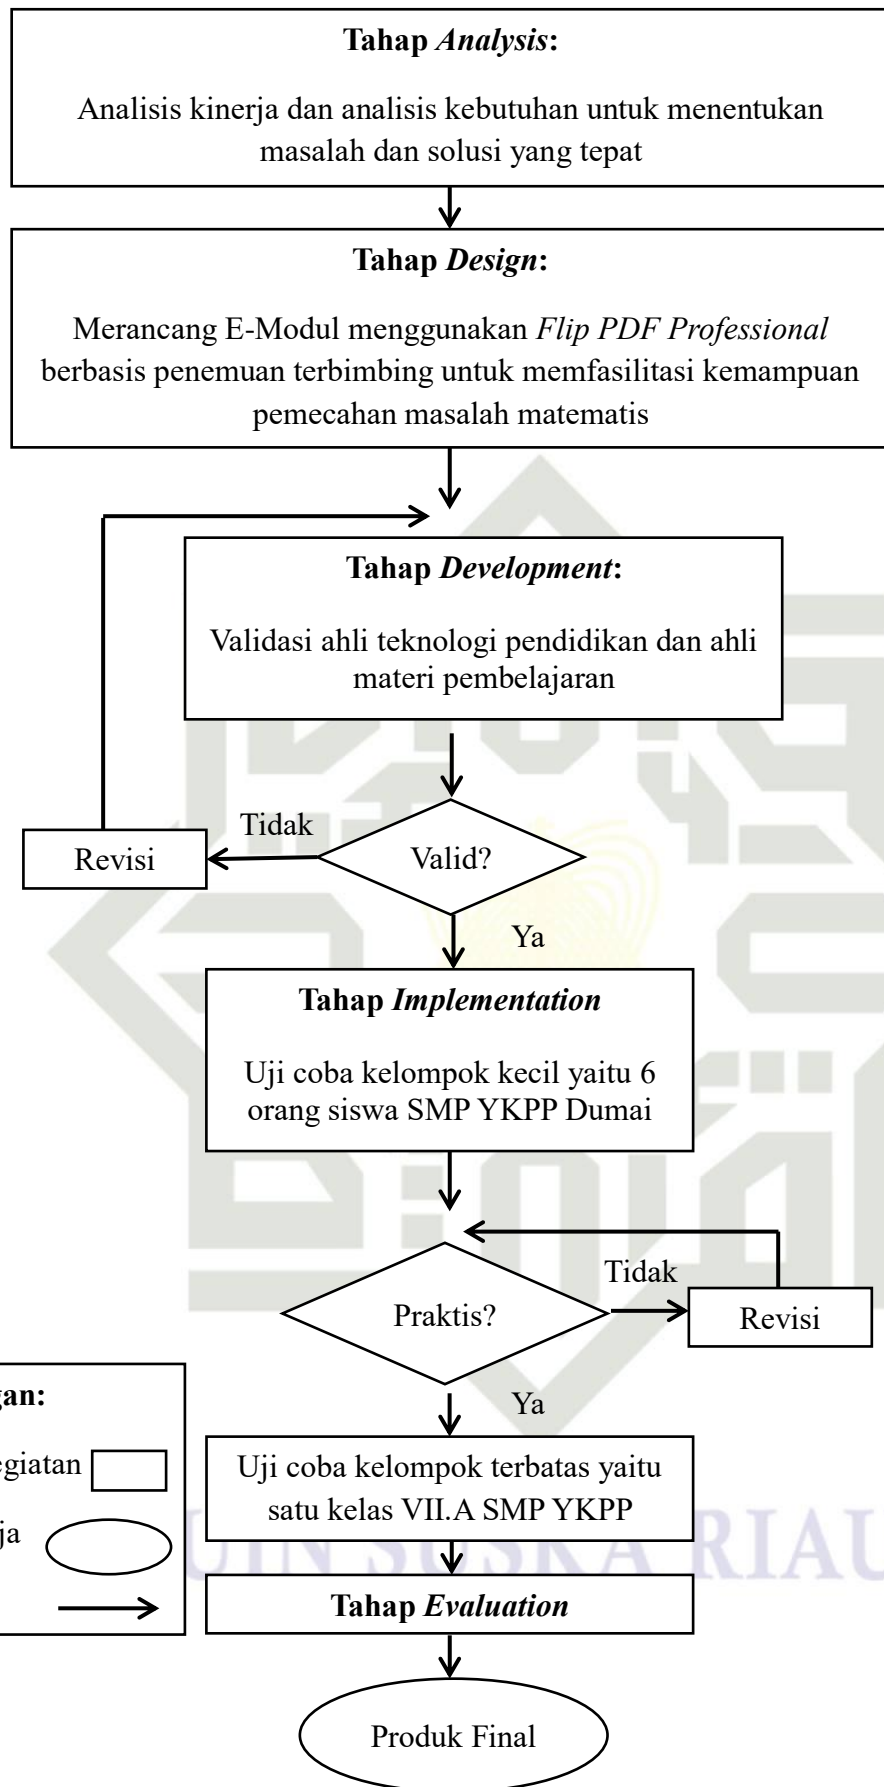 Tahap Analysis:
Analisis kinerja dan analisis kebutuhan untuk menentukan
masalah dan solusi yang tepat
Tahap Design:
Merancang E-Modul menggunakan Flip PDF Professional
berbasis penemuan terbimbing untuk memfasilitasi kemampuan
pemecahan masalah matematis
Tahap Development:
Validasi ahli teknologi pendidikan dan ahli
materi pembelajaran
Tidak
Revisi
Valid?
Ya
Tahap Implementation
Uji coba kelompok kecil yaitu 6
orang siswa SMP YKPP Dumai
Tidak
Praktis?
Revisi
Ya
gan:
egiatan
ja
Uji coba kelompok terbatas yaitu
satu kelas VII.A SMP YKPP
UIN SUSKA RIAU
Tahap Evaluation
Produk Final